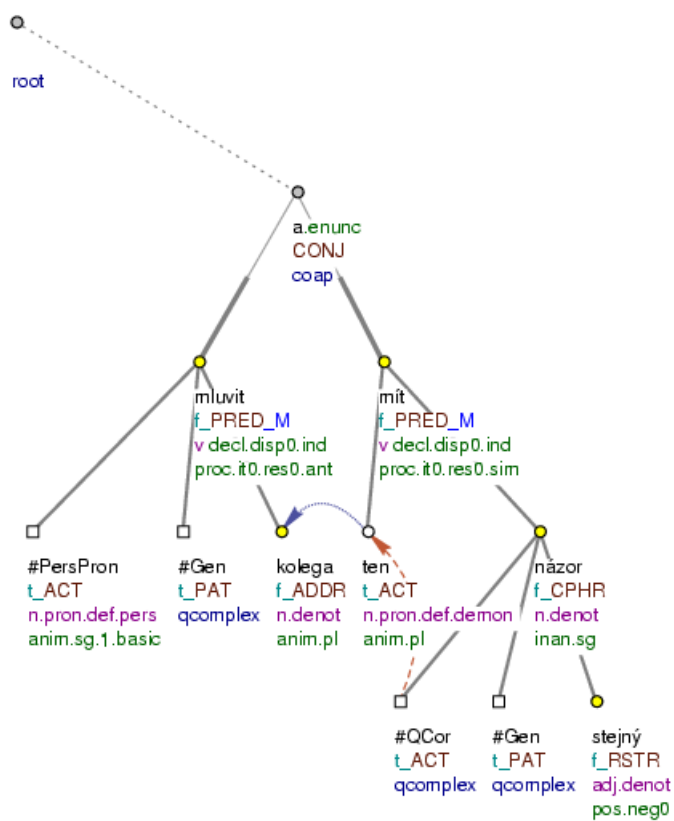 root
a.enunc
CONJ
coap
mluvit
f_PRED_M
v decl.disp0.ind
proc.it0.res0.ant
mít
f_PRED_M
v decl.disp0.ind
proc.it0.res0.sim
#PersPron
t_ACT
n.pron.def.pers
anim.sg.1.basic
#Gen
t_PAT
qcomplex
kolega
f_ADDR
n.denot
anim.pl
ten
t_ACT
n.pron.def.demon
anim.pl
názor
f_CPHR
n.denot
inan.sg
#QCor
t_ACT
qcomplex
#Gen
t_PAT
qcomplex
stejný
f_RSTR
adj.denot
pos.neg0